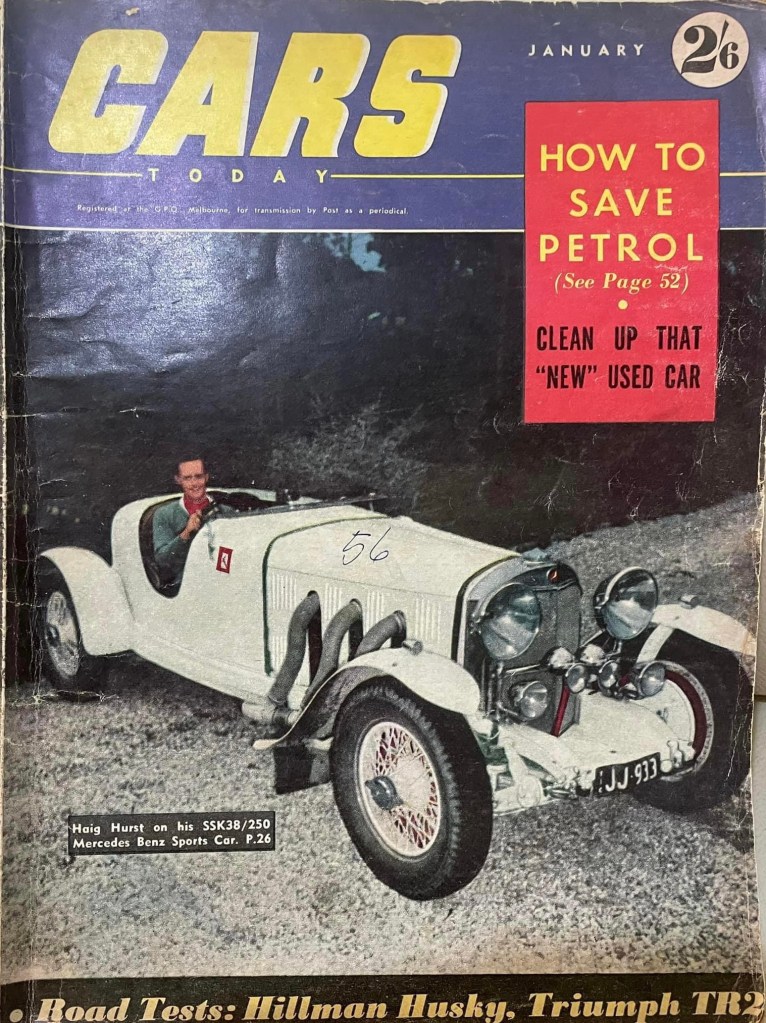 CARS
TODAY
Registered at the G.P.O., Melbourne, for transmission by Post as a periodical.
JANUARY
2/6
HOW TO
SAVE
PETROL
(See Page 52)
•
CLEAN UP THAT
"NEW" USED CAR
56
JJ·933
Haig Hurst on his SSK38/250
Mercedes Benz Sports Car. P.26
• Road Tests: Hillman Husky, Triumph TR2